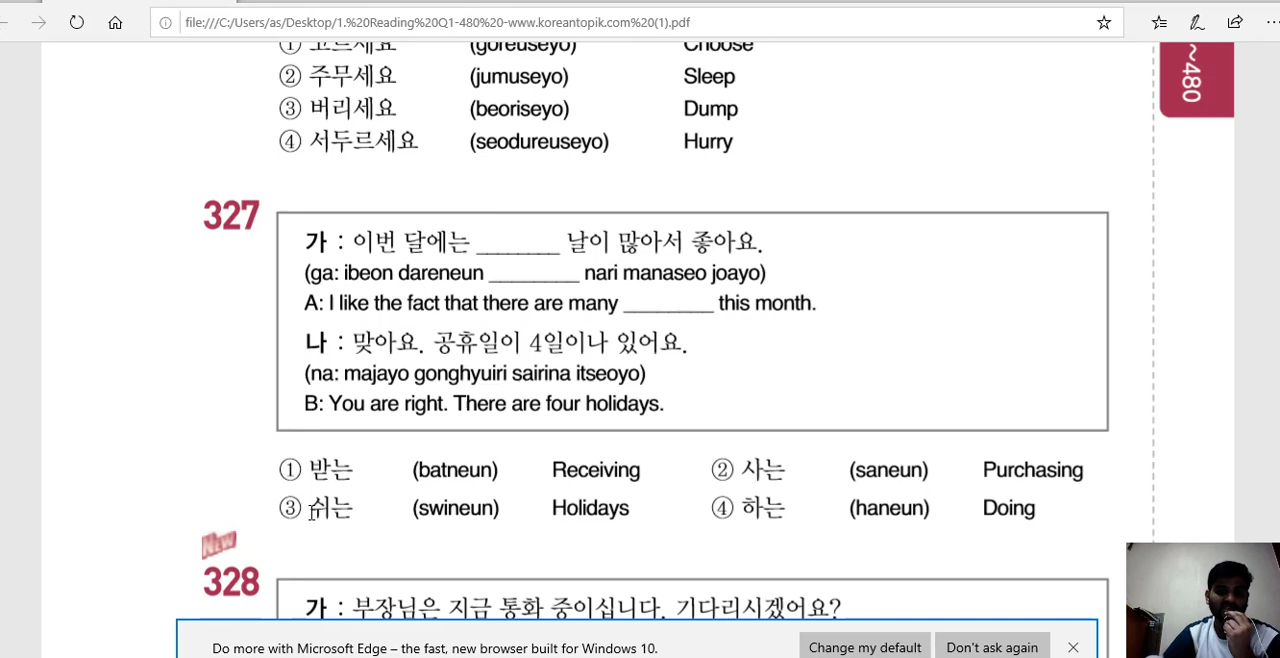 file:///C:/Users/as/Desktop/1.%20Reading%20Q1-480%20-www.koreantopik.com%20(1).pdf
① 고르세요 (goreuseyo) Choose
② 주무세요 (jumuseyo) Sleep
③ 버리세요 (beoriseyo) Dump
④ 서두르세요 (seodureuseyo) Hurry
~480
327
가 : 이번 달에는 ________ 날이 많아서 좋아요.
(ga: ibeon dareneun ________ nari manaseo joayo)
A: I like the fact that there are many ________ this month.
나 : 맞아요. 공휴일이 4일이나 있어요.
(na: majayo gonghyuiri sairina itseoyo)
B: You are right. There are four holidays.
① 받는 (batneun) Receiving ② 사는 (saneun) Purchasing
③ 쉬는 (swineun) Holidays ④ 하는 (haneun) Doing
New
328
가 : 부장님은 지금 통화 중이십니다. 기다리시겠어요?
Do more with Microsoft Edge – the fast, new browser built for Windows 10.
Change my default
Don't ask again